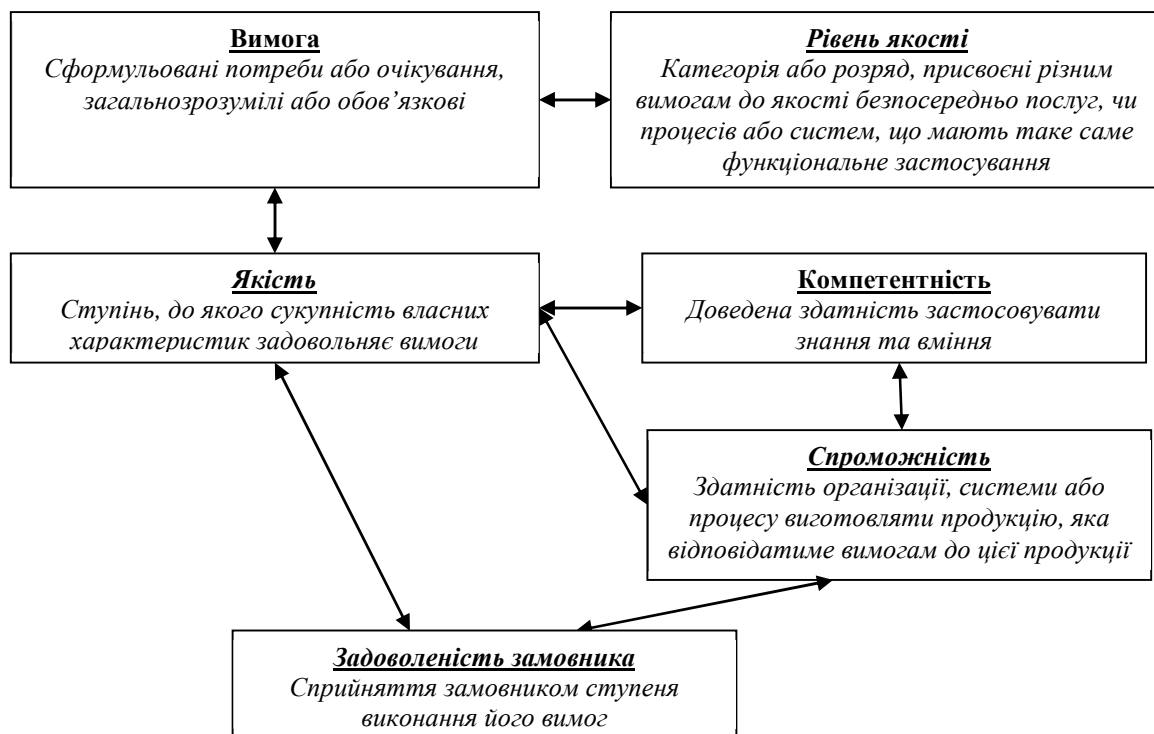 Вимога
Сформульовані потреби або очікування,
загальнозрозумілі або обов’язкові
Рівень якості
Категорія або розряд, присвоєні різним
вимогам до якості безпосередньо послуг, чи
процесів або систем, що мають таке саме
функціональне застосування
Якість
Ступінь, до якого сукупність власних
характеристик задовольняє вимоги
Компетентність
Доведена здатність застосовувати
знання та вміння
Спроможність
Здатність організації, системи або
процесу виготовляти продукцію, яка
відповідатиме вимогам до цієї продукції
Задоволеність замовника
Сприйняття замовником ступеня
виконання його вимог